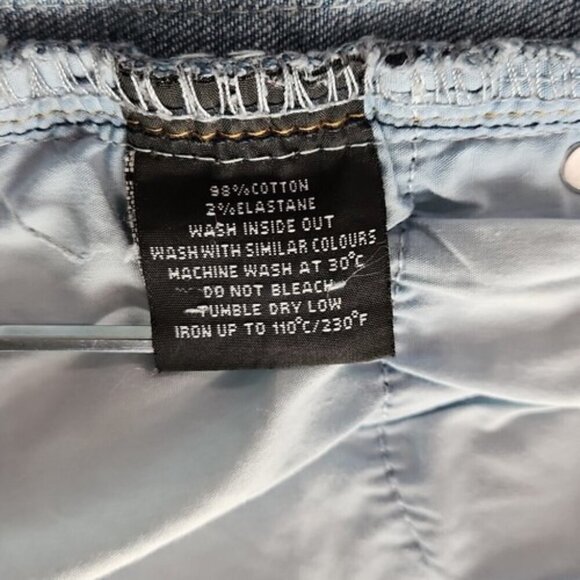 98%COTTON
2%ELASTANE
WASH INSIDE OUT
WASH WITH SIMILAR COLOURS
MACHINE WASH AT 30°C
DO NOT BLEACH
TUMBLE DRY LOW
IRON UP TO 110°C/230°F